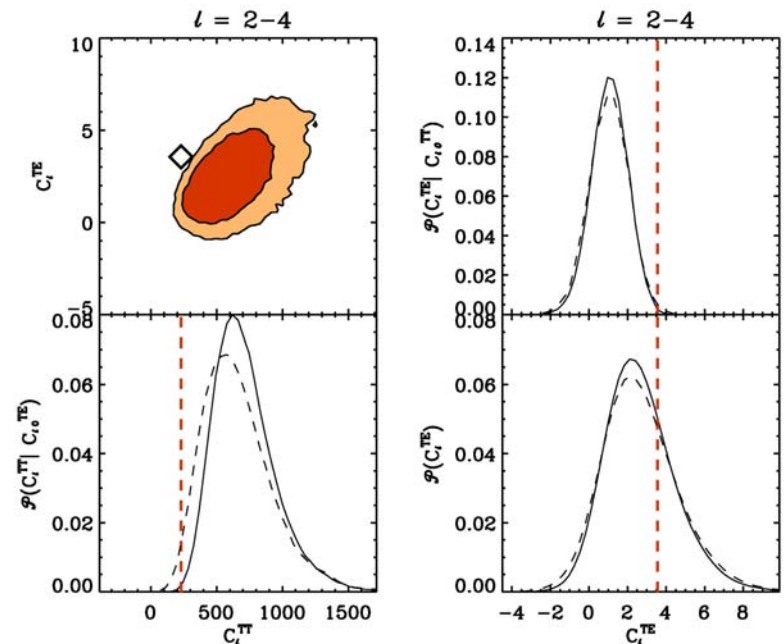 l = 2-4
10
5
0
-5
C_l^TE
l = 2-4
0.14
0.12
0.10
0.08
0.06
0.04
0.02
0.00
𝒫(C_l^TE | C_l0^TT)
0.08
0.06
0.04
0.02
0.00
𝒫(C_l^TT | C_l0^TE)
0 500 1000 1500
C_l^TT
0.10
0.08
0.06
0.04
0.02
0.00
𝒫(C_l^TE)
-4 -2 0 2 4 6 8
C_l^TE